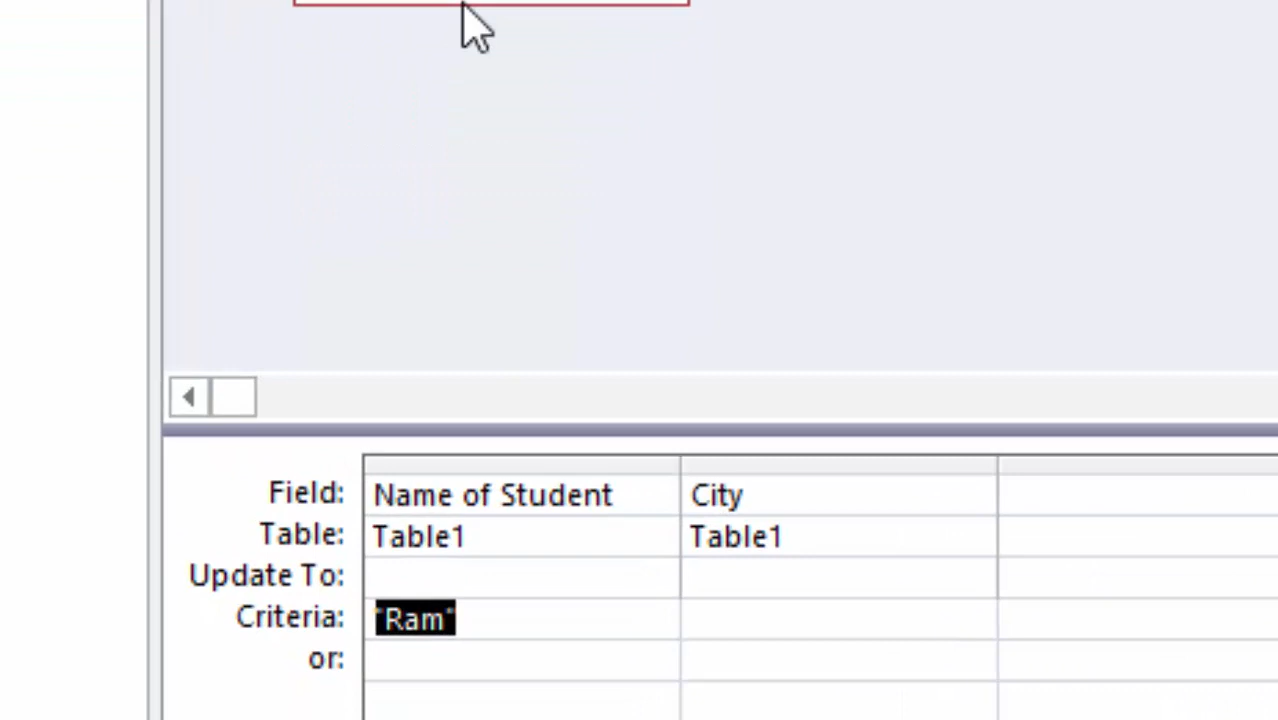 Field: Name of Student City
Table: Table1 Table1
Update To:
Criteria: "Ram"
or: